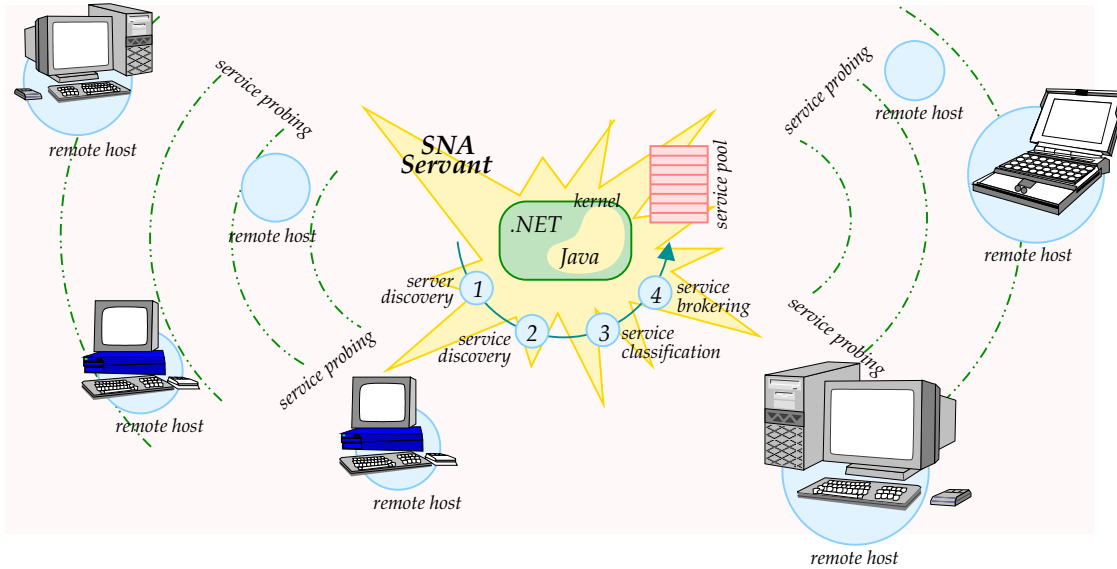 remote host
service probing
remote host
remote host
service probing
remote host
SNA
Servant
.NET
kernel
Java
service pool
1
server
discovery
2
service
discovery
3
service
classification
4
service
brokering
service probing
remote host
remote host
service probing
remote host